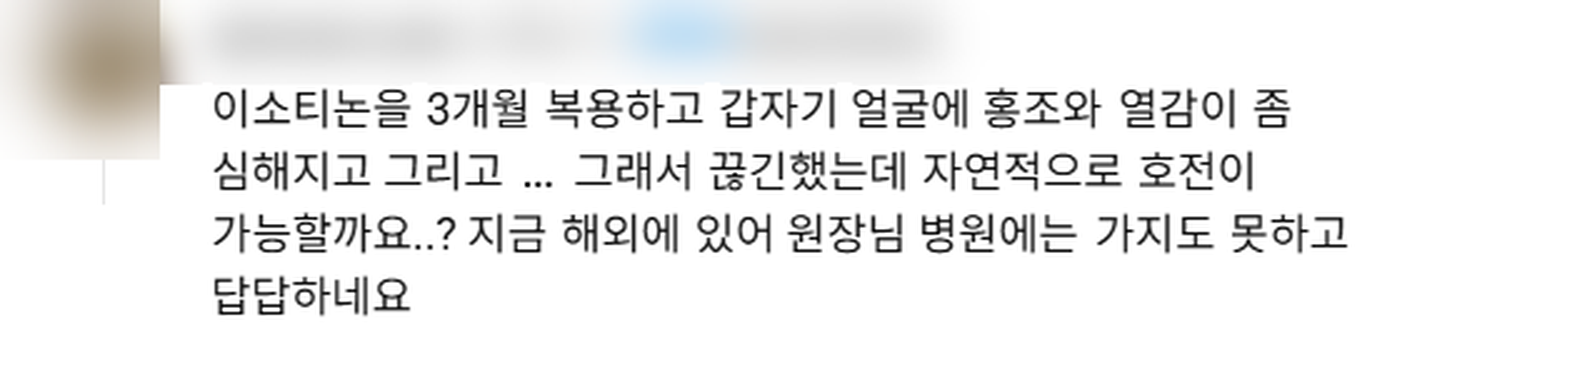 이소티논을 3개월 복용하고 갑자기 얼굴에 홍조와 열감이 좀
심해지고 그리고 ... 그래서 끊긴했는데 자연적으로 호전이
가능할까요..? 지금 해외에 있어 원장님 병원에는 가지도 못하고
답답하네요